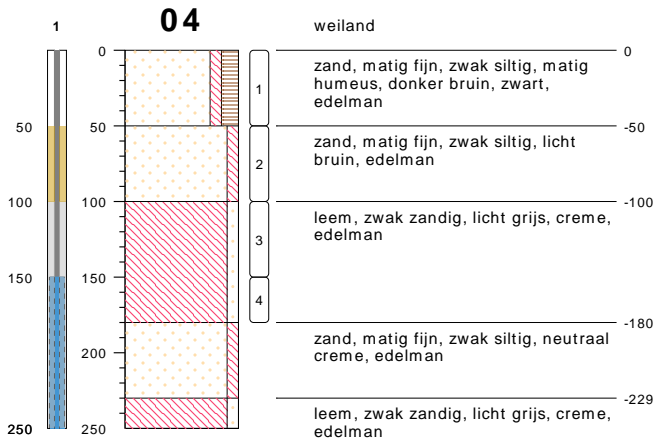 1
04
weiland
0
0
zand, matig fijn, zwak siltig, matig
humeus, donker bruin, zwart,
edelman
1
50
50
-50
zand, matig fijn, zwak siltig, licht
bruin, edelman
2
100
100
-100
leem, zwak zandig, licht grijs, creme,
edelman
3
150
150
4
-180
zand, matig fijn, zwak siltig, neutraal
creme, edelman
200
200
-229
leem, zwak zandig, licht grijs, creme,
edelman
250
250